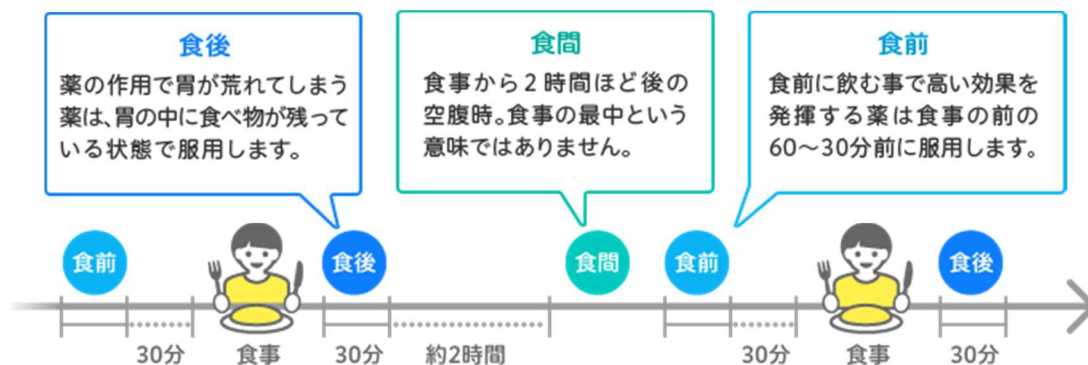 食後
薬の作用で胃が荒れてしまう
薬は、胃の中に食べ物が残って
いる状態で服用します。
食間
食事から2時間ほど後の
空腹時。食事の最中という
意味ではありません。
食前
食前に飲む事で高い効果を
発揮する薬は食事の前の
60〜30分前に服用します。
食前
食後
食間
食前
食後
30分
食事
30分
約2時間
30分
食事
30分